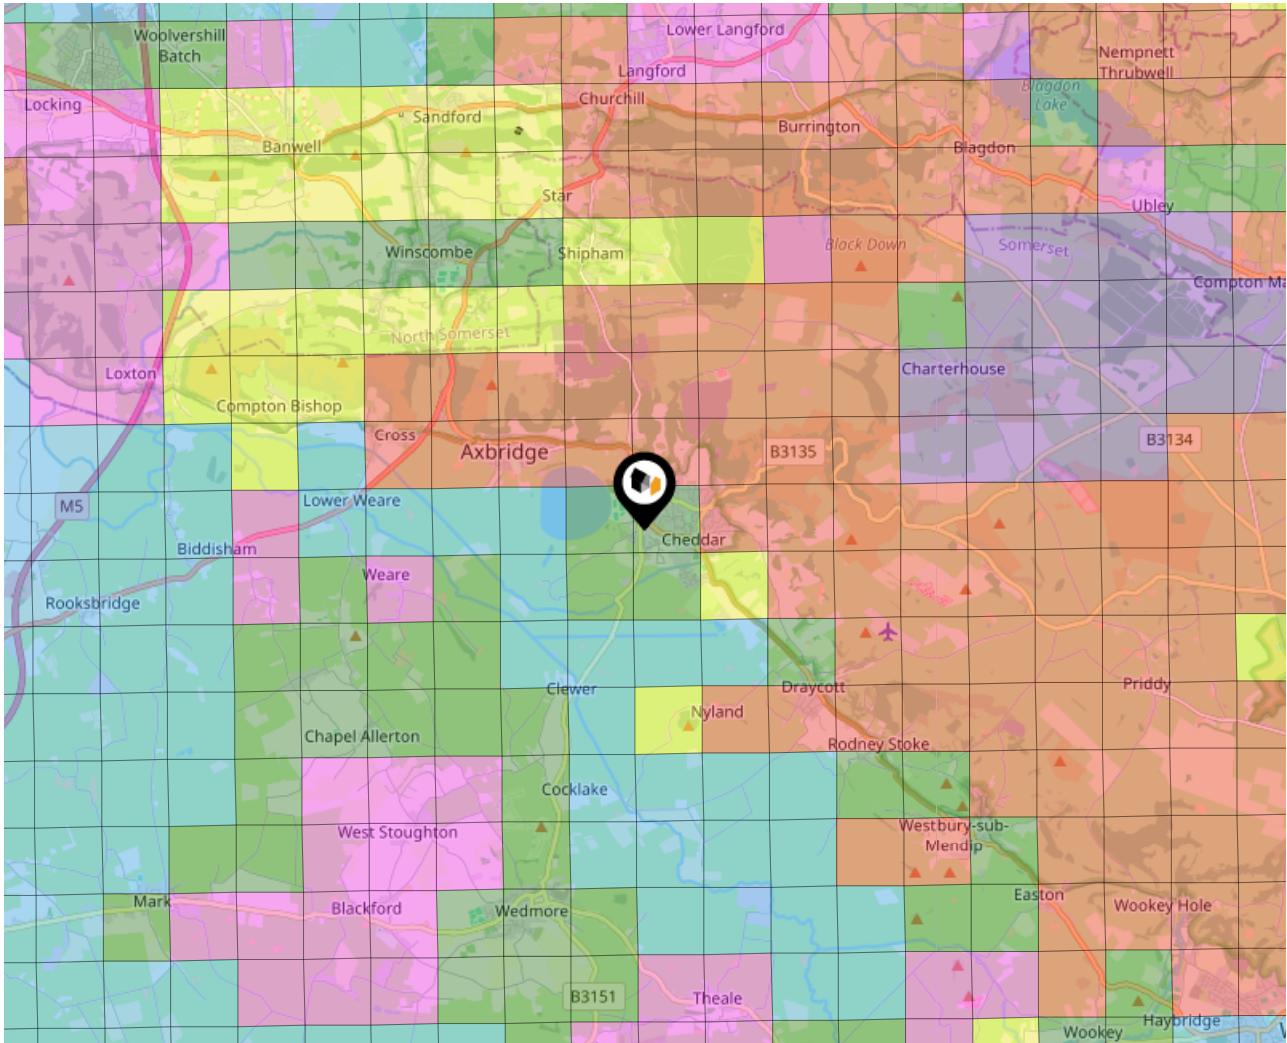 Woolvershill
Batch
Lower Langford
Nempnett
Thrubwell
Langford
Blagdon
Lake
Locking
Churchill
Sandford
Burrington
Banwell
Blagdon
Star
Ubley
Winscombe
Shipham
Black Down
Somerset
Compton Ma
North Somerset
Loxton
Charterhouse
Compton Bishop
Cross
Axbridge
B3135
B3134
M5
Lower Weare
Biddisham
Cheddar
Weare
Rooksbridge
Clewer
Draycott
Priddy
Nyland
Chapel Allerton
Rodney Stoke
Cocklake
West Stoughton
Westbury-sub-
Mendip
Mark
Blackford
Wedmore
Easton
Wookey Hole
B3151
Theale
Haybridge
Wookey